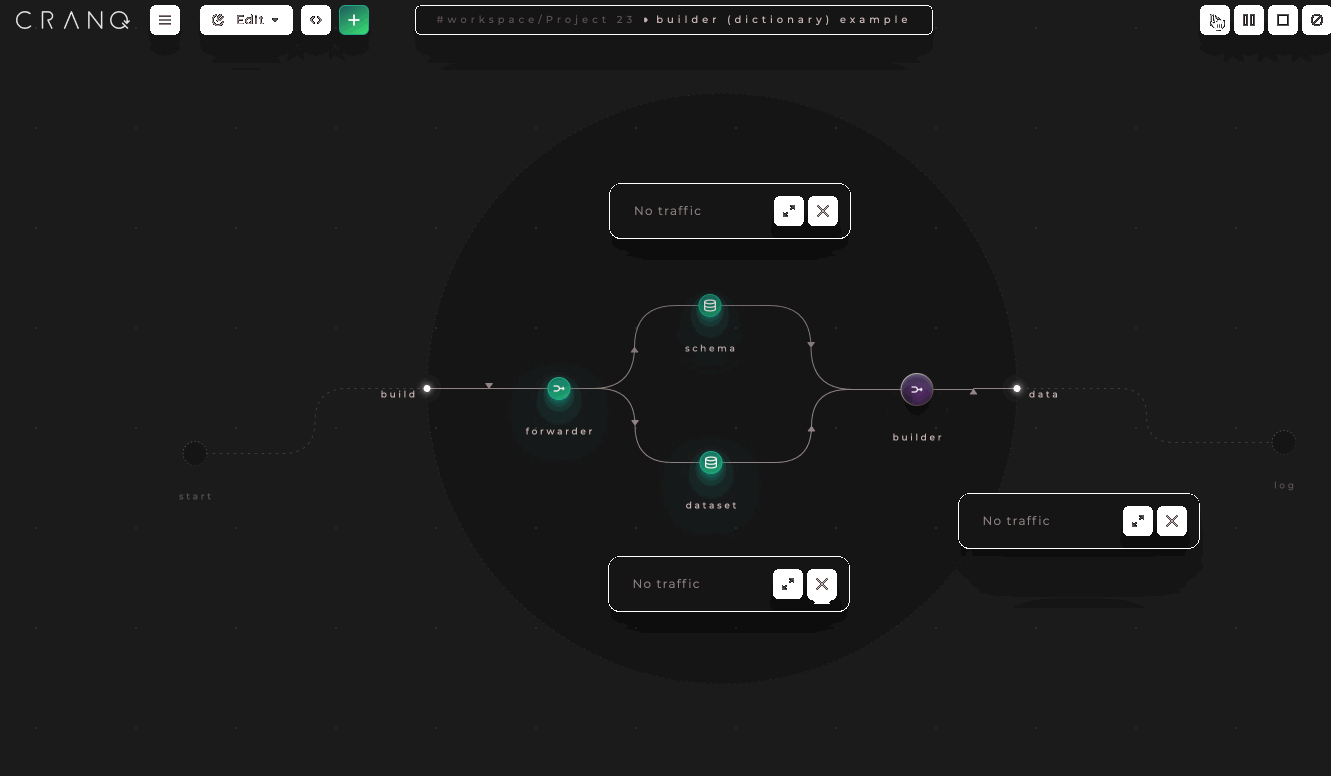 CRANQ
Edit
#workspace/Project 23 builder (dictionary) example
No traffic
schema
build
data
forwarder
builder
start
log
dataset
No traffic
No traffic